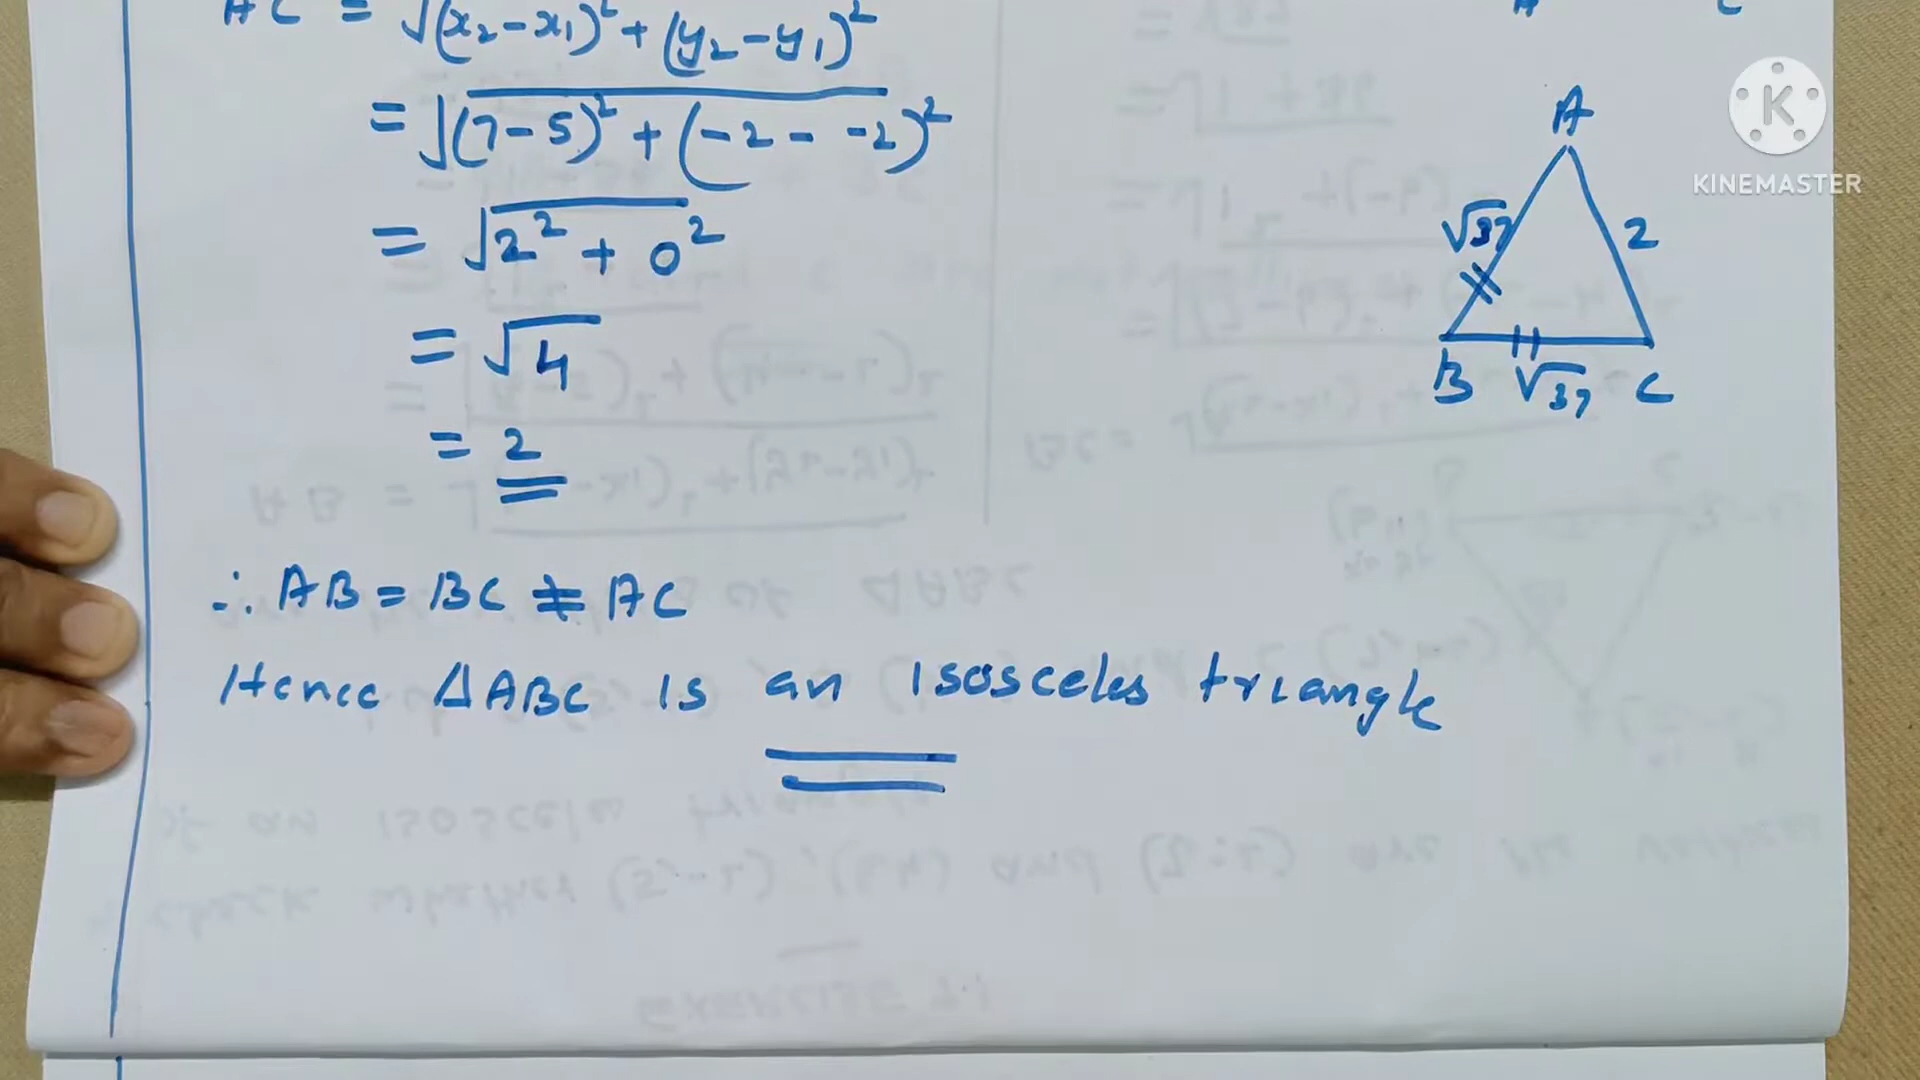 AC = √(x₂-x₁)² + (y₂-y₁)²
= √(7-5)² + (-2 - -2)²
= √2² + 0²
= √4
= 2
∴ AB = BC ≠ AC
Hence ΔABC is an isosceles triangle
A C
A
√37 2
B √37 C
K
KINEMASTER